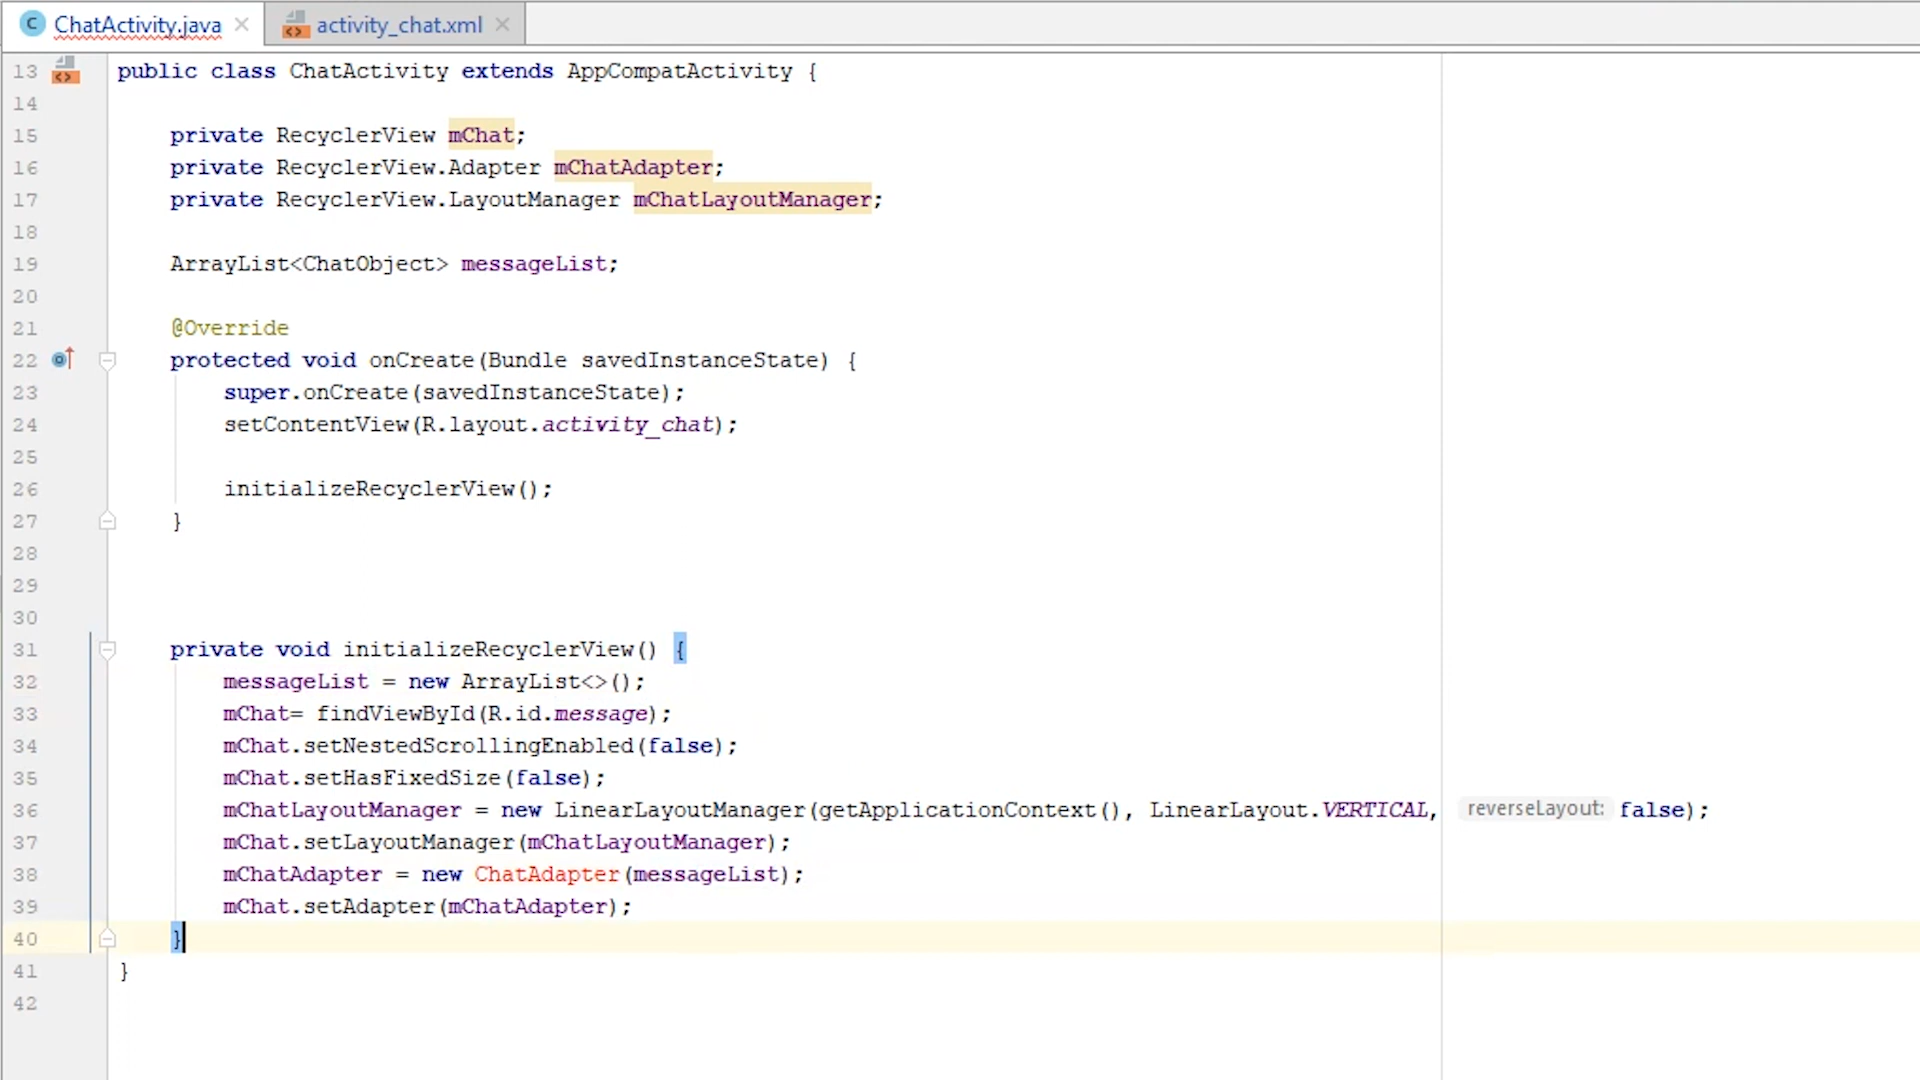 C ChatActivity.java × activity_chat.xml ×
13 public class ChatActivity extends AppCompatActivity {
14
15 private RecyclerView mChat;
16 private RecyclerView.Adapter mChatAdapter;
17 private RecyclerView.LayoutManager mChatLayoutManager;
18
19 ArrayList<ChatObject> messageList;
20
21 @Override
22 protected void onCreate(Bundle savedInstanceState) {
23 super.onCreate(savedInstanceState);
24 setContentView(R.layout.activity_chat);
25
26 initializeRecyclerView();
27 }
28
29
30
31 private void initializeRecyclerView() {
32 messageList = new ArrayList<>();
33 mChat= findViewById(R.id.message);
34 mChat.setNestedScrollingEnabled(false);
35 mChat.setHasFixedSize(false);
36 mChatLayoutManager = new LinearLayoutManager(getApplicationContext(), LinearLayout.VERTICAL, reverseLayout: false);
37 mChat.setLayoutManager(mChatLayoutManager);
38 mChatAdapter = new ChatAdapter(messageList);
39 mChat.setAdapter(mChatAdapter);
40 }
41 }
42